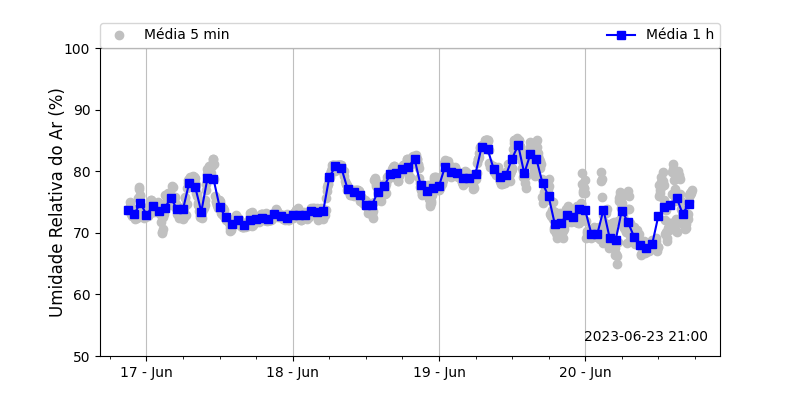 Média 5 min
Média 1 h
Umidade Relativa do Ar (%)
100
90
80
70
60
50
2023-06-23 21:00
17 - Jun
18 - Jun
19 - Jun
20 - Jun